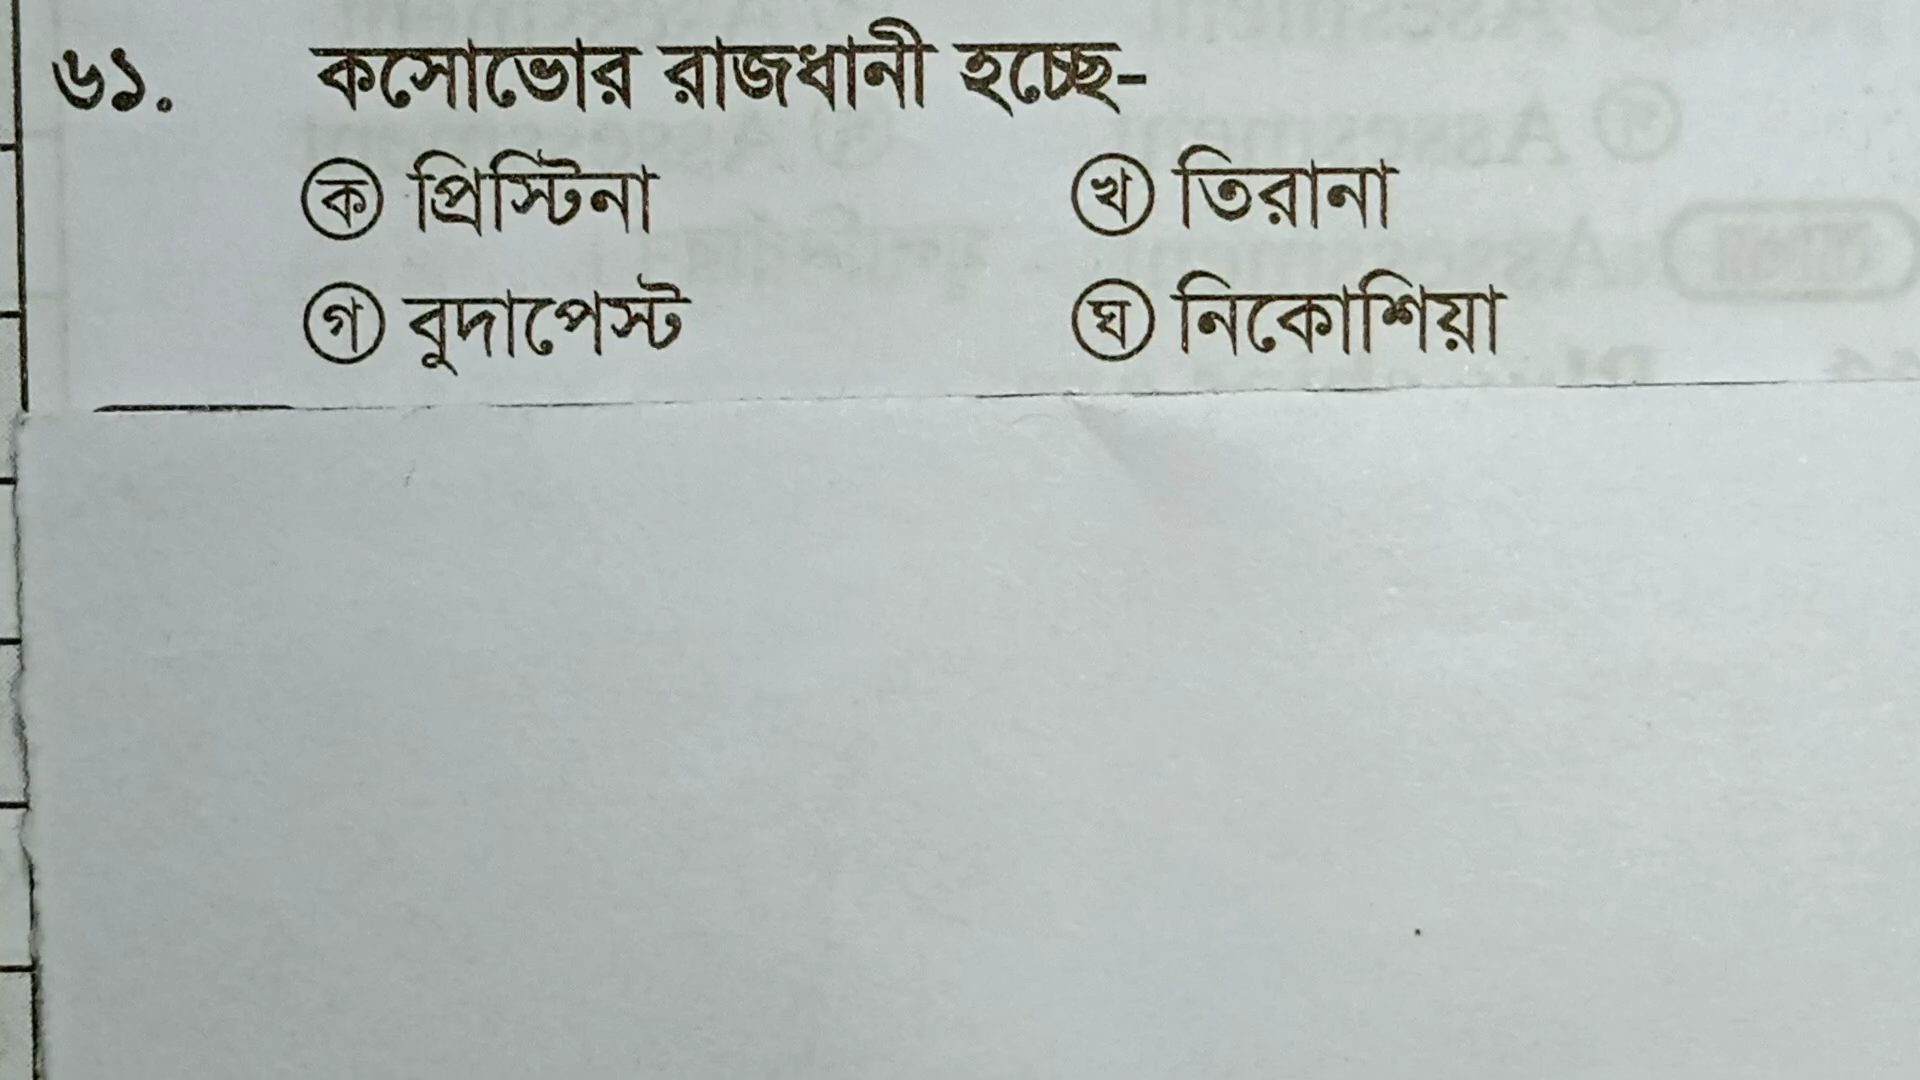 ৬১. কসোভোর রাজধানী হচ্ছে-
ক প্রিস্টিনা খ তিরানা
গ বুদাপেস্ট ঘ নিকোশিয়া